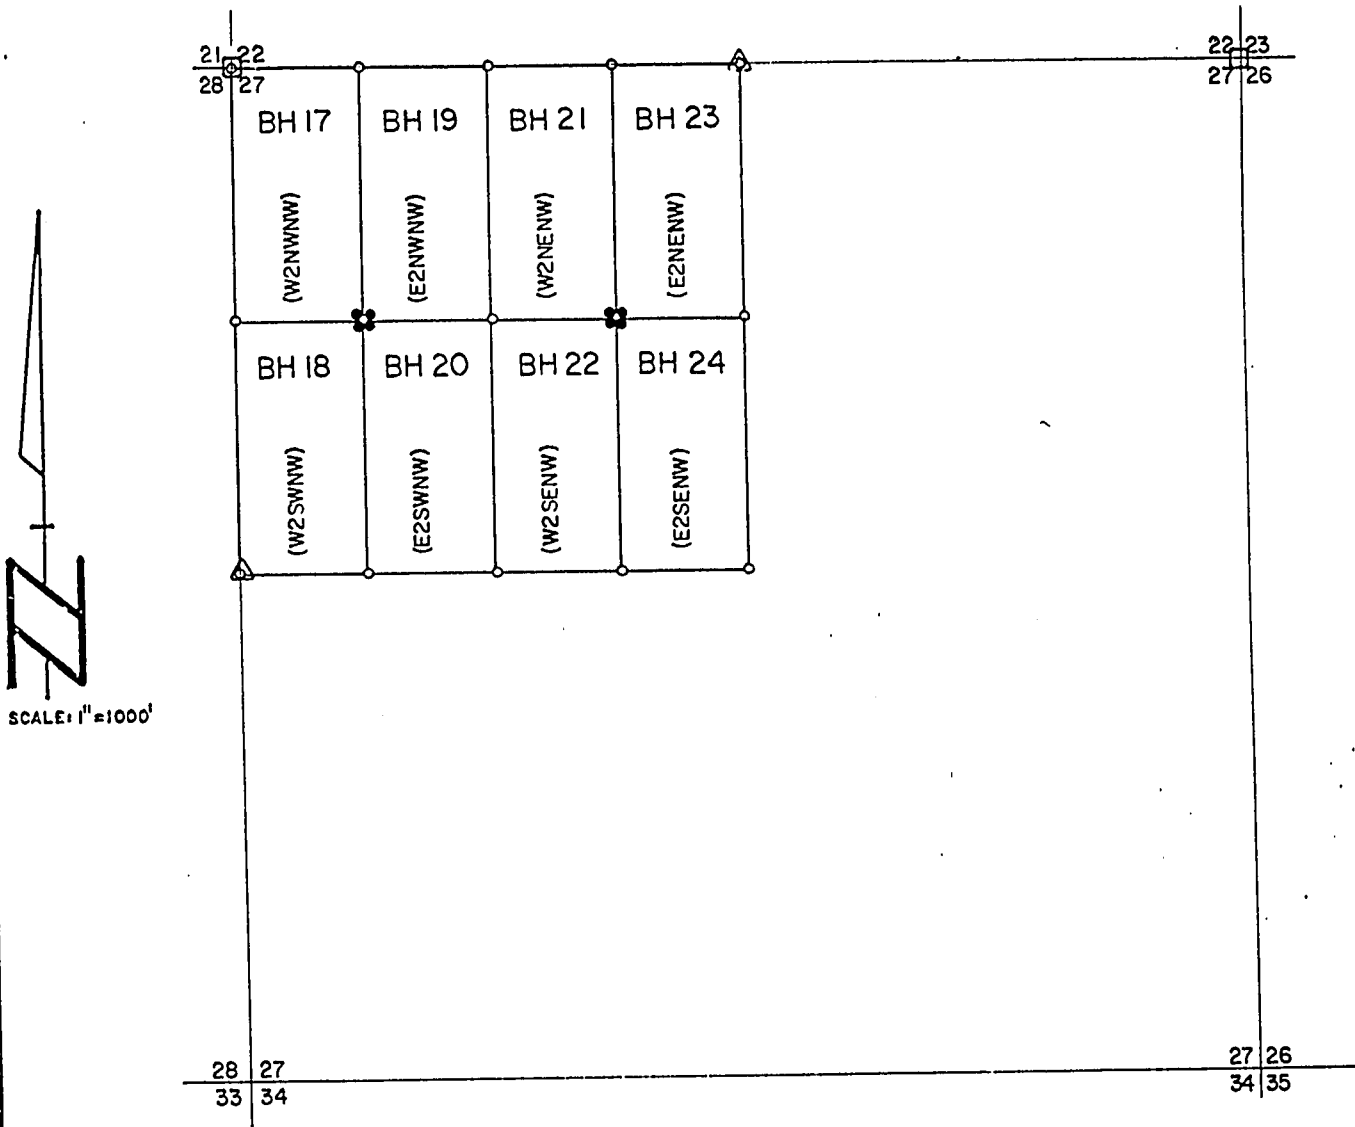 21 22
28 27
22 23
27 26
BH 17
BH 19
BH 21
BH 23
(W2NWNW)
(E2NWNW)
(W2NENW)
(E2NENW)
BH 18
BH 20
BH 22
BH 24
(W2SWNW)
(E2SWNW)
(W2SENW)
(E2SENW)
N
SCALE: 1"=1000'
28 27
33 34
27 26
34 35